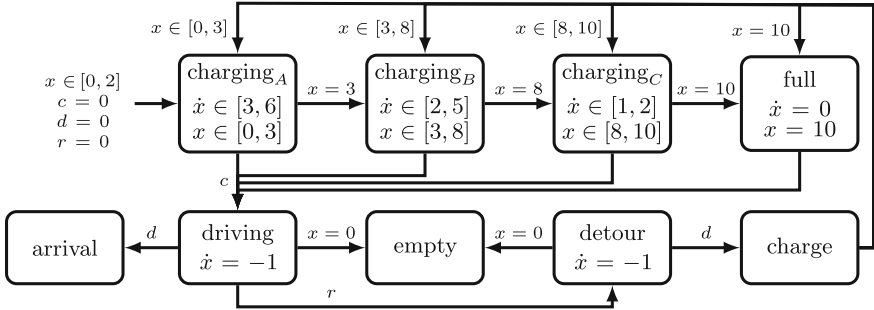 x ∈ [0, 3]
x ∈ [3, 8]
x ∈ [8, 10]
x = 10
x ∈ [0, 2]
c = 0
d = 0
r = 0
charging_A
ẋ ∈ [3, 6]
x ∈ [0, 3]
x = 3
charging_B
ẋ ∈ [2, 5]
x ∈ [3, 8]
x = 8
charging_C
ẋ ∈ [1, 2]
x ∈ [8, 10]
x = 10
full
ẋ = 0
x = 10
c
arrival
d
driving
ẋ = −1
x = 0
empty
x = 0
detour
ẋ = −1
d
charge
r